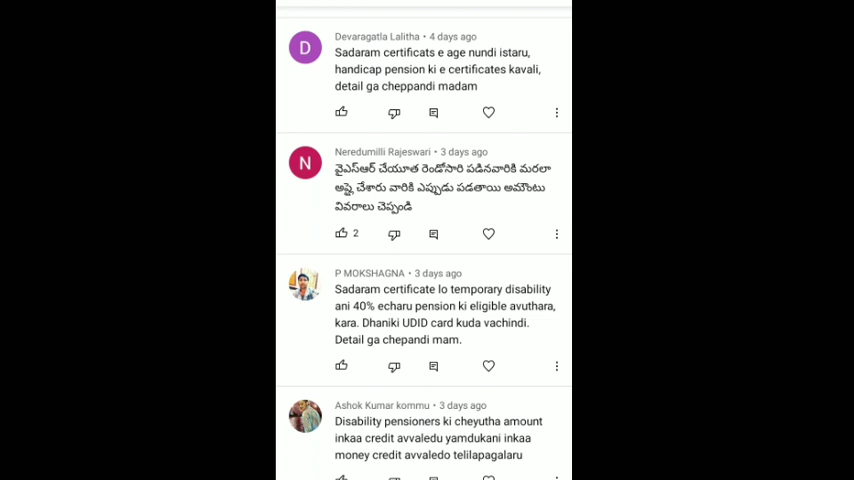 D
Devaragatla Lalitha • 4 days ago
Sadaram certificats e age nundi istaru,
handicap pension ki e certificates kavali,
detail ga cheppandi madam
N
Neredumilli Rajeswari • 3 days ago
వైఎస్ఆర్ చేయూత రెండోసారి పడినవారికి మరలా
అప్లై చేశారు వారికి ఎప్పుడు పడతాయి అమౌంటు
వివరాలు చెప్పండి
2
P MOKSHAGNA • 3 days ago
Sadaram certificate lo temporary disability
ani 40% echaru pension ki eligible avuthara,
kara. Dhaniki UDID card kuda vachindi.
Detail ga chepandi mam.
Ashok Kumar kommu • 3 days ago
Disability pensioners ki cheyutha amount
inkaa credit avvaledu yamdukani inkaa
money credit avvaledo telilapagalaru